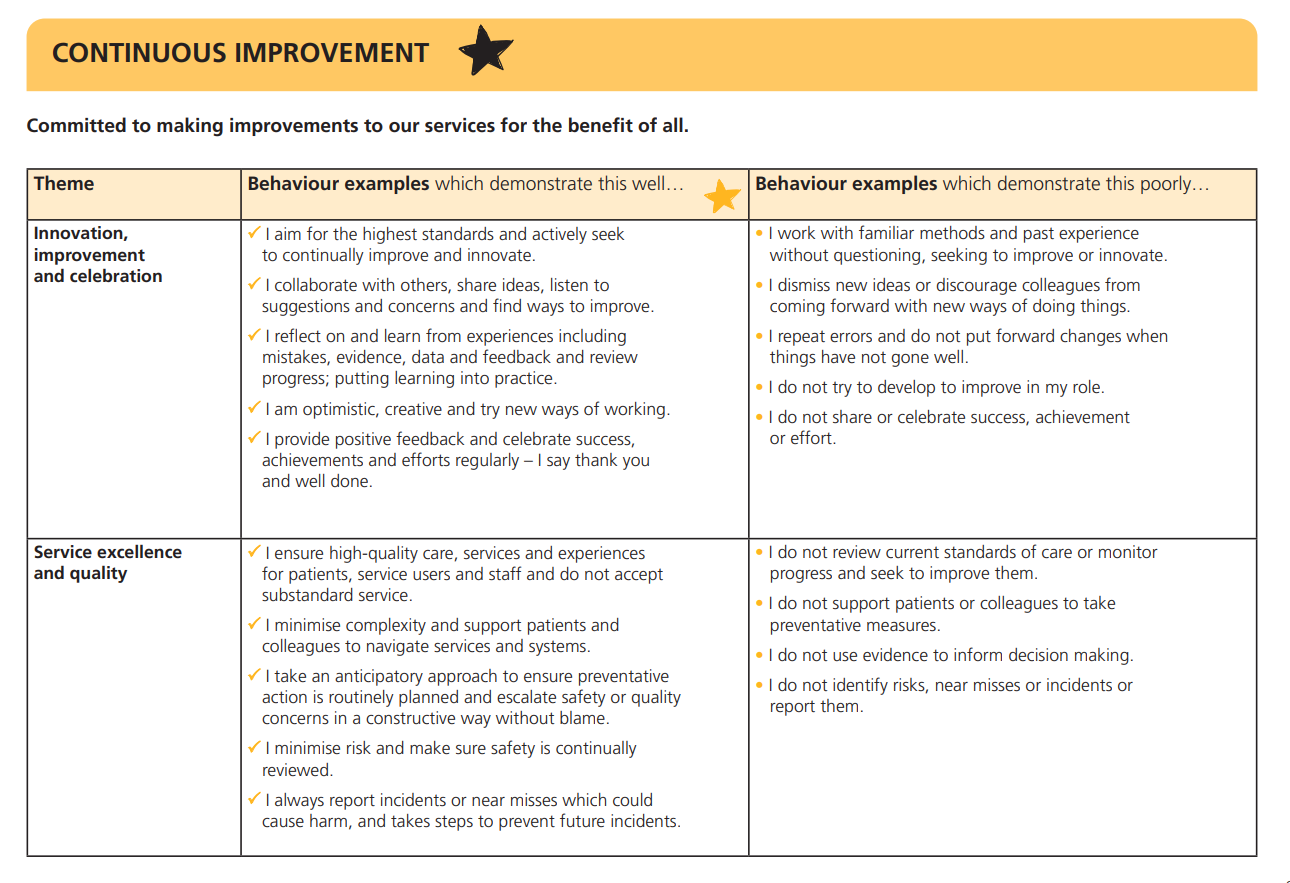 CONTINUOUS IMPROVEMENT
Committed to making improvements to our services for the benefit of all.
Theme
Behaviour examples which demonstrate this well…
Behaviour examples which demonstrate this poorly…
Innovation,
improvement
and celebration
✓ I aim for the highest standards and actively seek
to continually improve and innovate.
✓ I collaborate with others, share ideas, listen to
suggestions and concerns and find ways to improve.
✓ I reflect on and learn from experiences including
mistakes, evidence, data and feedback and review
progress; putting learning into practice.
✓ I am optimistic, creative and try new ways of working.
✓ I provide positive feedback and celebrate success,
achievements and efforts regularly – I say thank you
and well done.
• I work with familiar methods and past experience
without questioning, seeking to improve or innovate.
• I dismiss new ideas or discourage colleagues from
coming forward with new ways of doing things.
• I repeat errors and do not put forward changes when
things have not gone well.
• I do not try to develop to improve in my role.
• I do not share or celebrate success, achievement
or effort.
Service excellence
and quality
✓ I ensure high-quality care, services and experiences
for patients, service users and staff and do not accept
substandard service.
✓ I minimise complexity and support patients and
colleagues to navigate services and systems.
✓ I take an anticipatory approach to ensure preventative
action is routinely planned and escalate safety or quality
concerns in a constructive way without blame.
✓ I minimise risk and make sure safety is continually
reviewed.
✓ I always report incidents or near misses which could
cause harm, and takes steps to prevent future incidents.
• I do not review current standards of care or monitor
progress and seek to improve them.
• I do not support patients or colleagues to take
preventative measures.
• I do not use evidence to inform decision making.
• I do not identify risks, near misses or incidents or
report them.